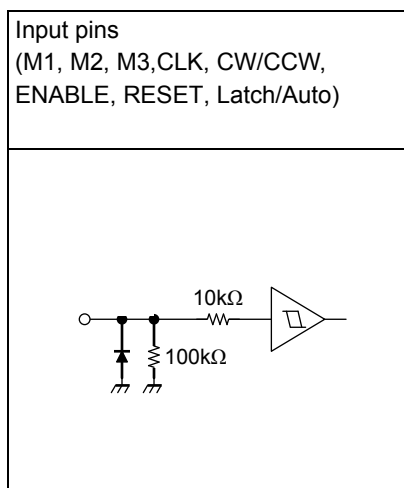 Input pins
(M1, M2, M3,CLK, CW/CCW,
ENABLE, RESET, Latch/Auto)
10kΩ
100kΩ